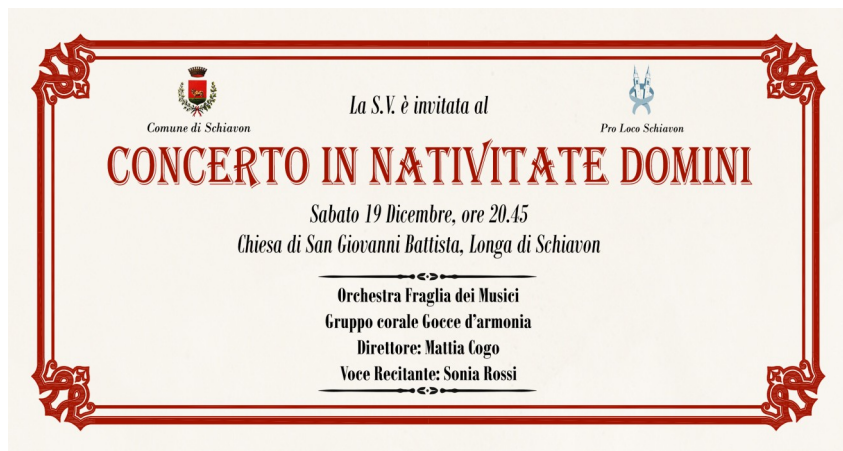 La S.V. è invitata al
Comune di Schiavon
Pro Loco Schiavon
CONCERTO IN NATIVITATE DOMINI
Sabato 19 Dicembre, ore 20.45
Chiesa di San Giovanni Battista, Longa di Schiavon
Orchestra Fraglia dei Musici
Gruppo corale Gocce d'armonia
Direttore: Mattia Cogo
Voce Recitante: Sonia Rossi